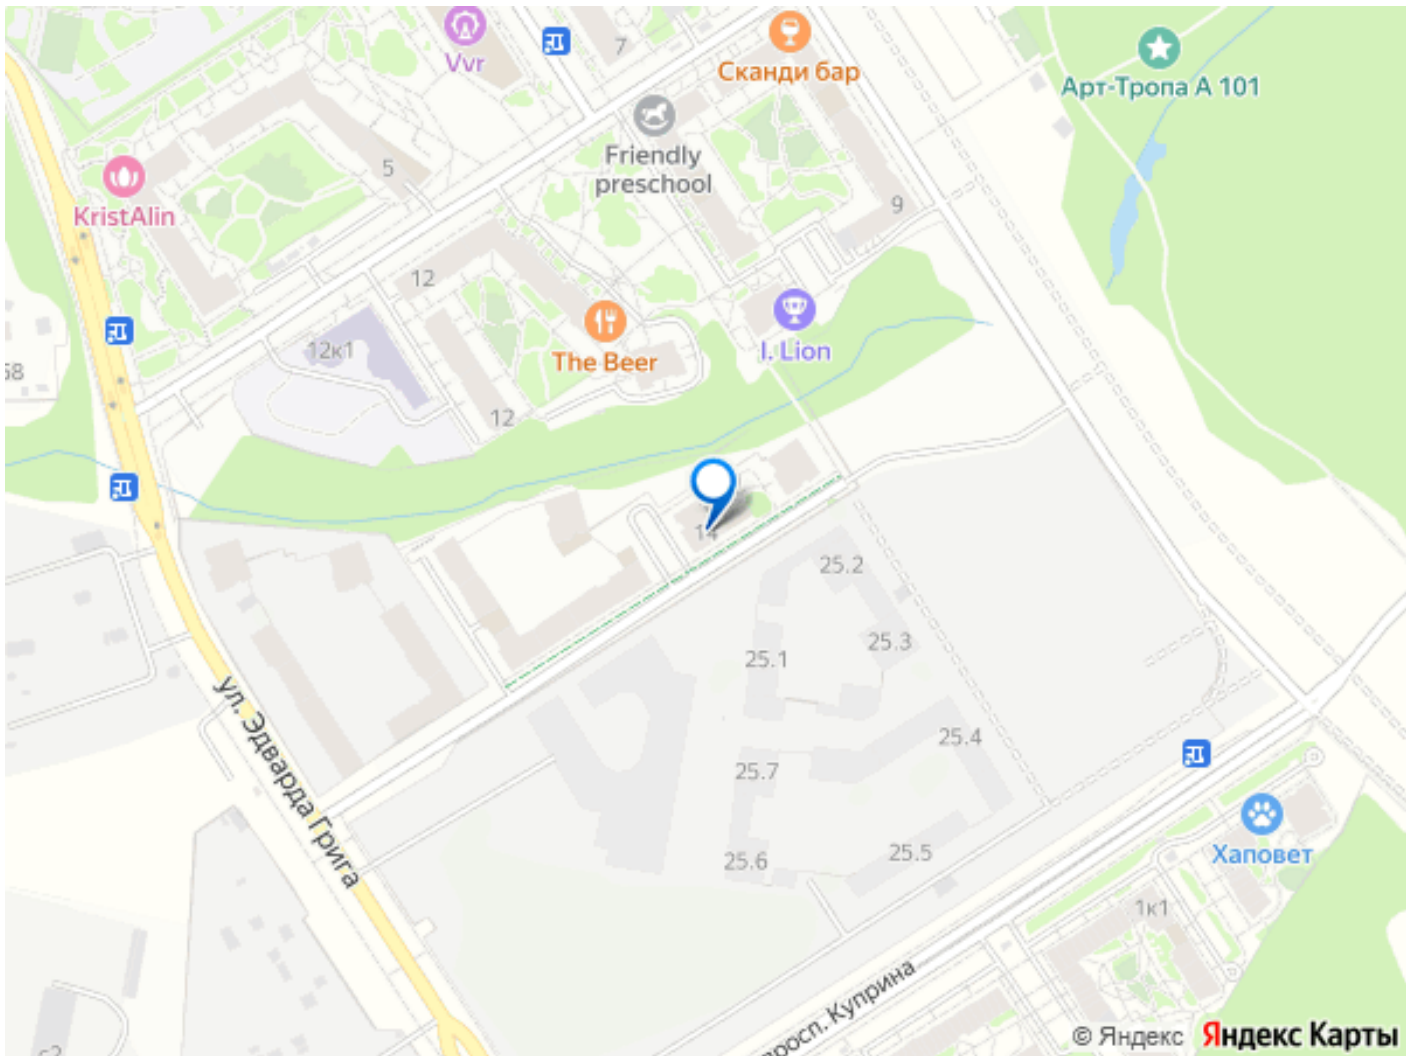 Vvr
7
Сканди бар
Арт-Тропа А 101
Friendly
preschool
5
KristAlin
9
12
12к1
The Beer
I. Lion
58
12
14
25.2
25.3
25.1
25.4
25.7
25.5
25.6
ул. Эдварда Грига
Хаповет
1к1
просп. Куприна
© Яндекс
Яндекс Карты